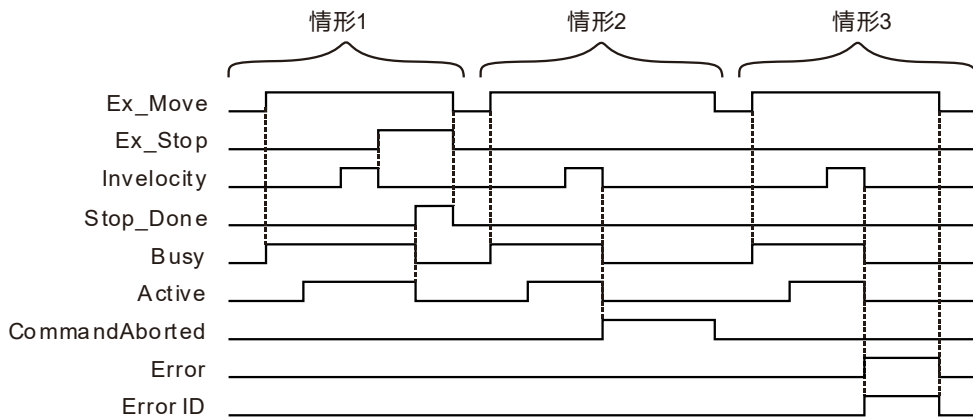 情形1 情形2 情形3
Ex_Move
Ex_Stop
Invelocity
Stop_Done
Busy
Active
CommandAborted
Error
Error ID